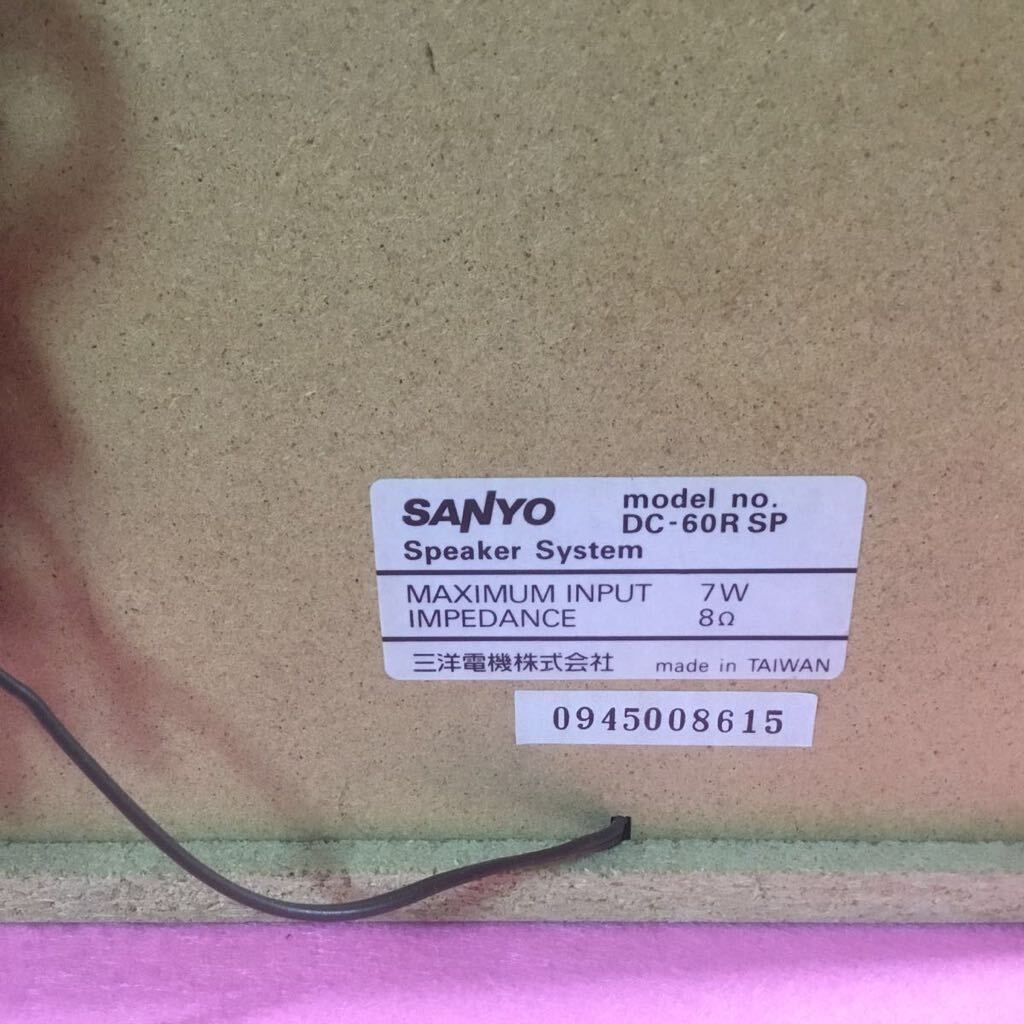 SANYO model no.
DC-60R SP
Speaker System
MAXIMUM INPUT 7W
IMPEDANCE 8Ω
三洋電機株式会社 made in TAIWAN
0945008615